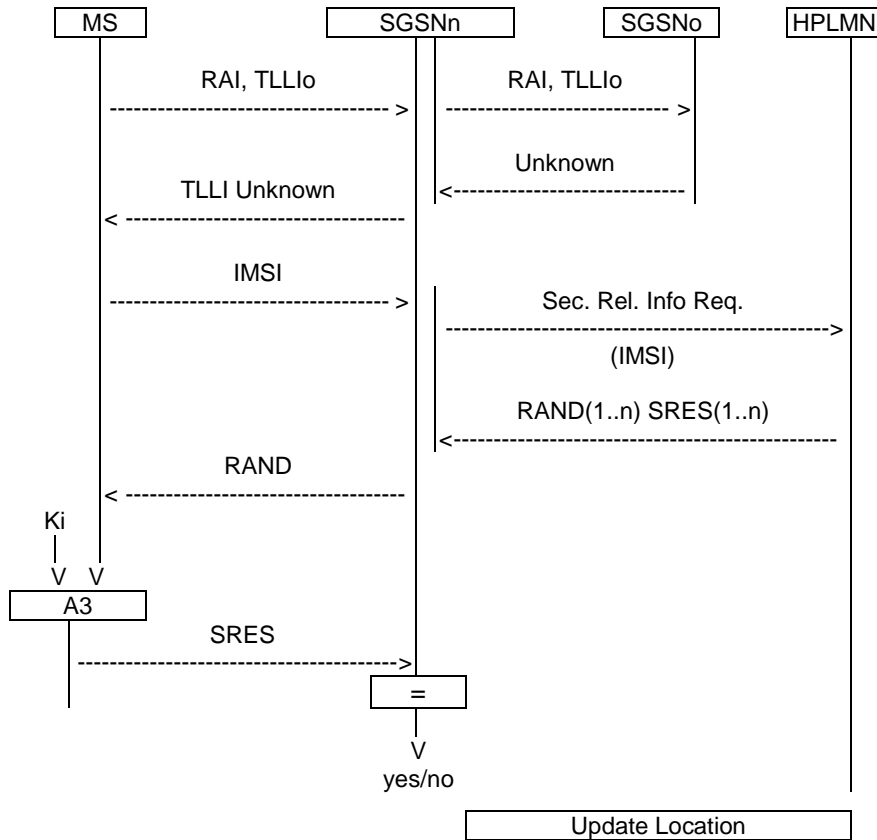 MS SGSNn SGSNo HPLMN
RAI, TLLIo RAI, TLLIo
Unknown
TLLI Unknown
IMSI
Sec. Rel. Info Req.
(IMSI)
RAND(1..n) SRES(1..n)
RAND
Ki
V V
A3
SRES
=
V
yes/no
Update Location